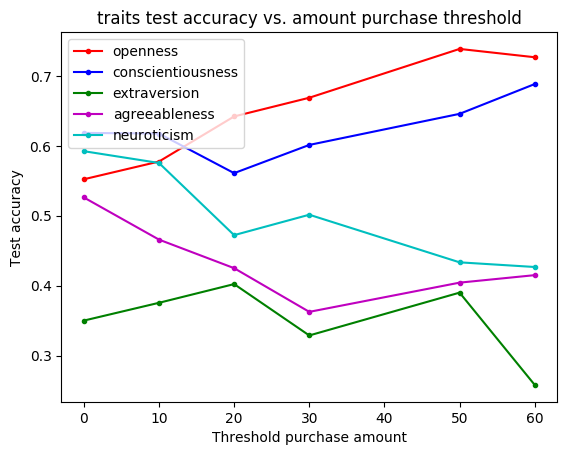 traits test accuracy vs. amount purchase threshold
openness
conscientiousness
extraversion
agreeableness
neuroticism
Test accuracy
0.7
0.6
0.5
0.4
0.3
0 10 20 30 40 50 60
Threshold purchase amount